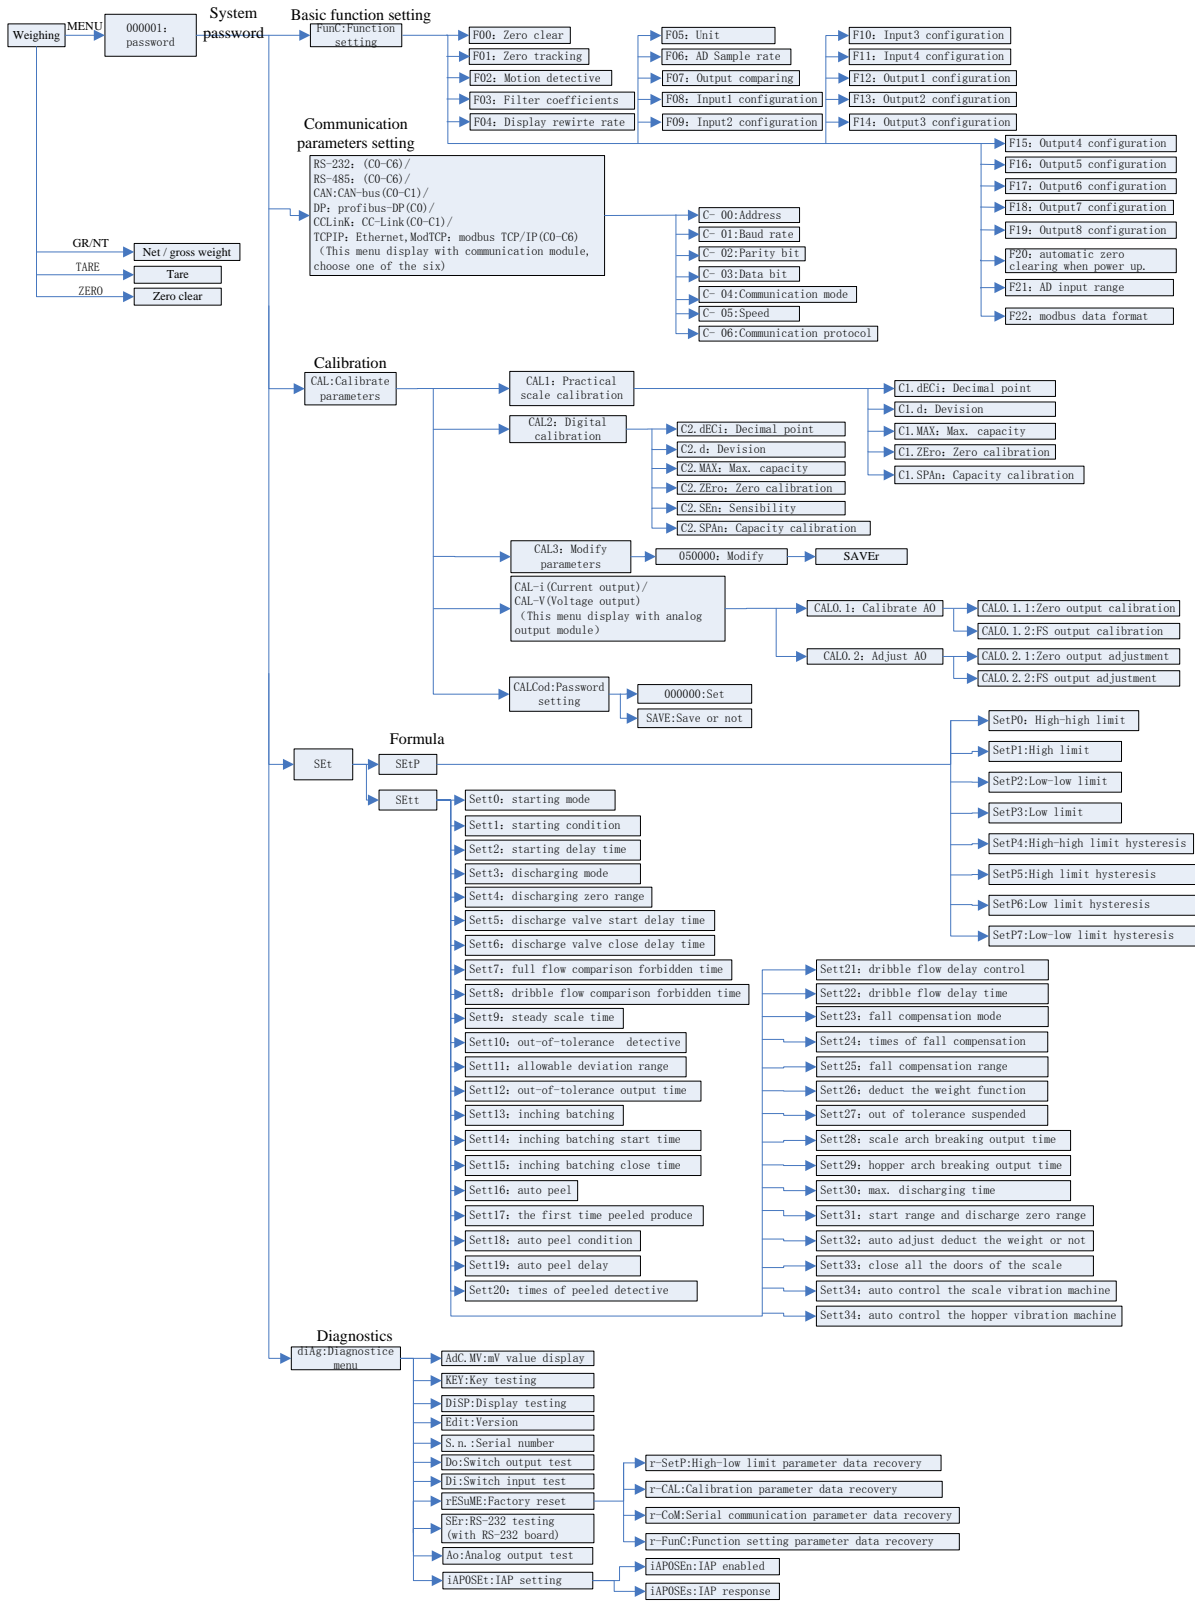 Weighing
MENU
000001:
password
System
password
Basic function setting
FunC:Function
setting
F00: Zero clear
F01: Zero tracking
F02: Motion detective
F03: Filter coefficients
F04: Display rewirte rate
F05: Unit
F06: AD Sample rate
F07: Output comparing
F08: Input1 configuration
F09: Input2 configuration
F10: Input3 configuration
F11: Input4 configuration
F12: Output1 configuration
F13: Output2 configuration
F14: Output3 configuration
F15: Output4 configuration
F16: Output5 configuration
F17: Output6 configuration
F18: Output7 configuration
F19: Output8 configuration
F20: automatic zero
clearing when power up.
F21: AD input range
F22: modbus data format
Communication
parameters setting
RS-232: (C0-C6)/
RS-485: (C0-C6)/
CAN:CAN-bus(C0-C1)/
DP: profibus-DP(C0)/
CCLinK: CC-Link(C0-C1)/
TCPIP: Ethernet,ModTCP: modbus TCP/IP(C0-C6)
(This menu display with communication module,
choose one of the six)
C- 00:Address
C- 01:Baud rate
C- 02:Parity bit
C- 03:Data bit
C- 04:Communication mode
C- 05:Speed
C- 06:Communication protocol
GR/NT
Net / gross weight
TARE
Tare
ZERO
Zero clear
Calibration
CAL:Calibrate
parameters
CAL1: Practical
scale calibration
C1.dECi: Decimal point
C1.d: Devision
C1.MAX: Max. capacity
C1.ZEro: Zero calibration
C1.SPAn: Capacity calibration
CAL2: Digital
calibration
C2.dECi: Decimal point
C2.d: Devision
C2.MAX: Max. capacity
C2.ZEro: Zero calibration
C2.SEn: Sensibility
C2.SPAn: Capacity calibration
CAL3: Modify
parameters
050000: Modify
SAVEr
CAL-i(Current output)/
CAL-V(Voltage output)
(This menu display with analog
output module)
CALO.1: Calibrate AO
CALO.1.1:Zero output calibration
CALO.1.2:FS output calibration
CALO.2: Adjust AO
CALO.2.1:Zero output adjustment
CALO.2.2:FS output adjustment
CALCod:Password
setting
000000:Set
SAVE:Save or not
Formula
SEt
SEtP
SetP0: High-high limit
SetP1:High limit
SetP2:Low-low limit
SetP3:Low limit
SetP4:High-high limit hysteresis
SetP5:High limit hysteresis
SetP6:Low limit hysteresis
SetP7:Low-low limit hysteresis
SEtt
Sett0: starting mode
Sett1: starting condition
Sett2: starting delay time
Sett3: discharging mode
Sett4: discharging zero range
Sett5: discharge valve start delay time
Sett6: discharge valve close delay time
Sett7: full flow comparison forbidden time
Sett8: dribble flow comparison forbidden time
Sett9: steady scale time
Sett10: out-of-tolerance  detective
Sett11: allowable deviation range
Sett12: out-of-tolerance output time
Sett13: inching batching
Sett14: inching batching start time
Sett15: inching batching close time
Sett16: auto peel
Sett17: the first time peeled produce
Sett18: auto peel condition
Sett19: auto peel delay
Sett20: times of peeled detective
Sett21: dribble flow delay control
Sett22: dribble flow delay time
Sett23: fall compensation mode
Sett24: times of fall compensation
Sett25: fall compensation range
Sett26: deduct the weight function
Sett27: out of tolerance suspended
Sett28: scale arch breaking output time
Sett29: hopper arch breaking output time
Sett30: max. discharging time
Sett31: start range and discharge zero range
Sett32: auto adjust deduct the weight or not
Sett33: close all the doors of the scale
Sett34: auto control the scale vibration machine
Sett34: auto control the hopper vibration machine
Diagnostics
diAg:Diagnostice
menu
AdC.MV:mV value display
KEY:Key testing
DiSP:Display testing
Edit:Version
S.n.:Serial number
Do:Switch output test
Di:Switch input test
rESuME:Factory reset
SEr:RS-232 testing
(with RS-232 board)
Ao:Analog output test
iAPOSEt:IAP setting
r-SetP:High-low limit parameter data recovery
r-CAL:Calibration parameter data recovery
r-CoM:Serial communication parameter data recovery
r-FunC:Function setting parameter data recovery
iAPOSEn:IAP enabled
iAPOSEs:IAP response